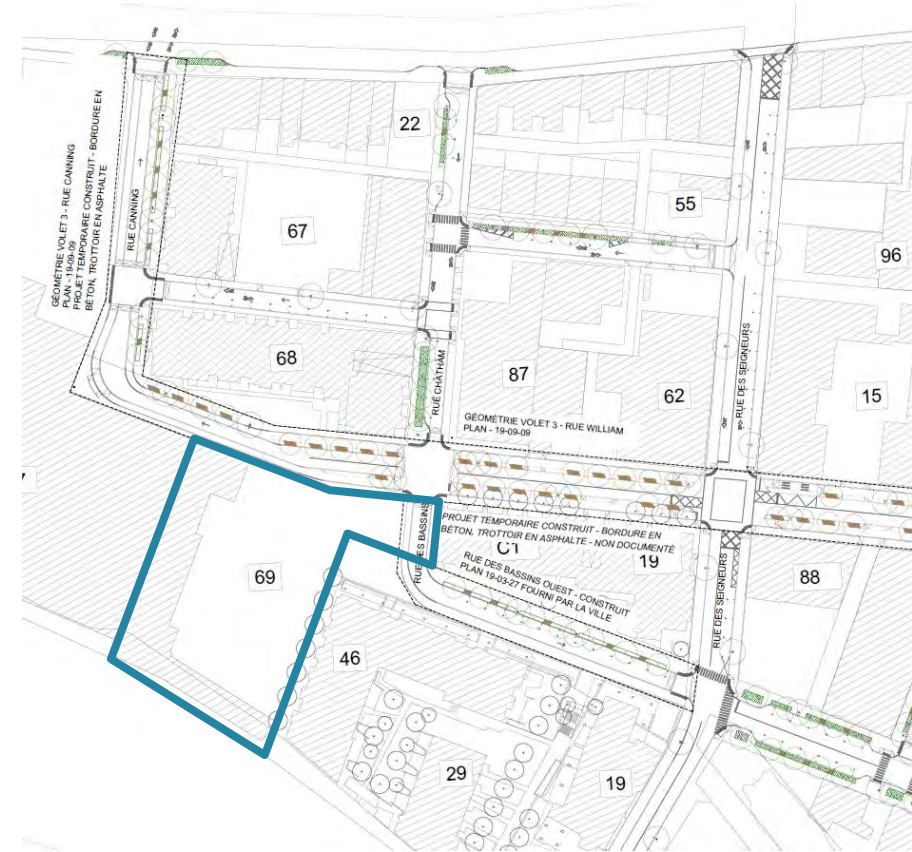 GÉOMÉTRIE VOLET 3 - RUE CANNING
PLAN - 19-09-09
PROJET TEMPORAIRE CONSTRUIT - BORDURE EN
BÉTON, TROTTOIR EN ASPHALTE
RUE CANNING
22
67
55
96
68
RUE CHATHAM
87
62
RUE DES SEIGNEURS
15
GÉOMÉTRIE VOLET 3 - RUE WILLIAM
PLAN - 19-09-09
PROJET TEMPORAIRE CONSTRUIT - BORDURE EN
BÉTON, TROTTOIR EN ASPHALTE - NON DOCUMENTÉ
RUE DES BASSINS
C1
19
RUE DES BASSINS OUEST - CONSTRUIT
PLAN 19-03-27 FOURNI PAR LA VILLE
RUE DES SEIGNEURS
88
69
46
29
19